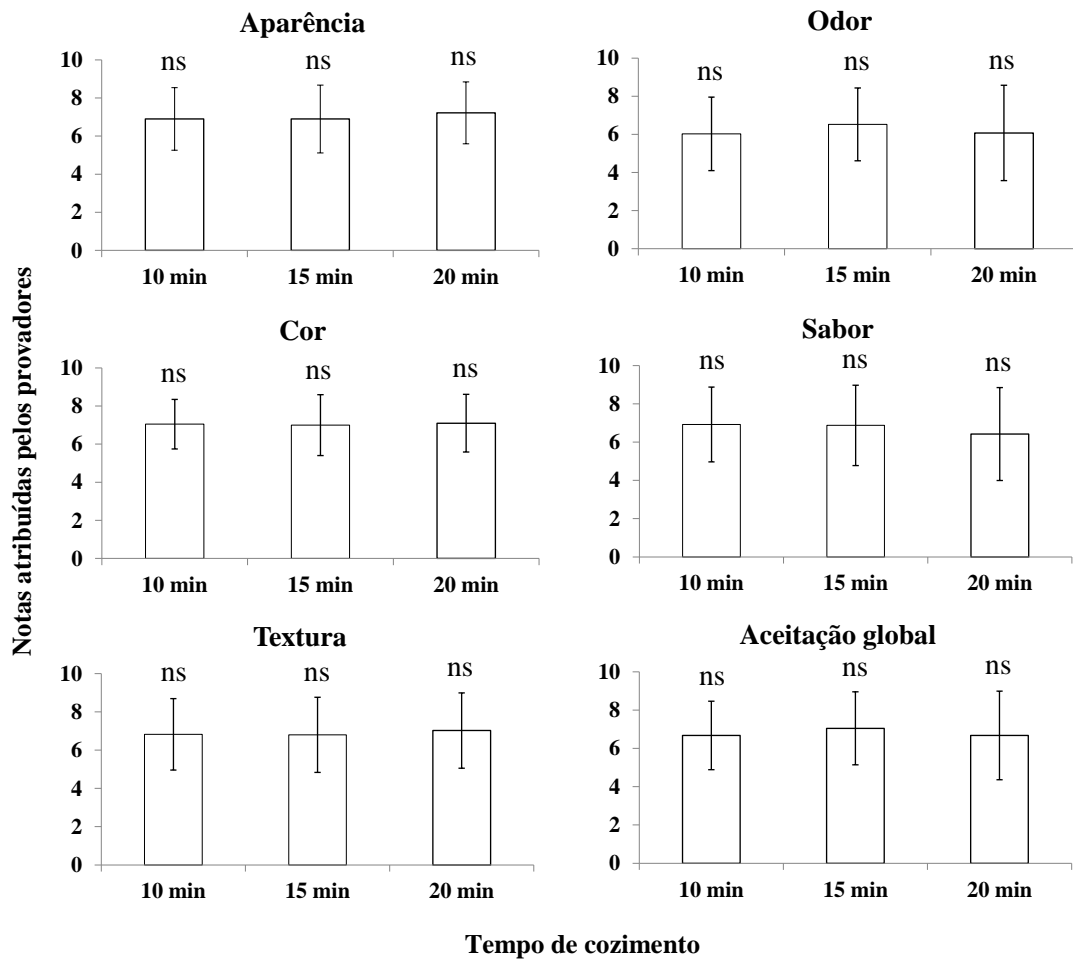 Notas atribuídas pelos provadores
Aparência
10
8
6
4
2
0
ns
ns
ns
10 min
15 min
20 min
Odor
10
8
6
4
2
0
ns
ns
ns
10 min
15 min
20 min
Cor
10
8
6
4
2
0
ns
ns
ns
10 min
15 min
20 min
Sabor
10
8
6
4
2
0
ns
ns
ns
10 min
15 min
20 min
Textura
10
8
6
4
2
0
ns
ns
ns
10 min
15 min
20 min
Aceitação global
10
8
6
4
2
0
ns
ns
ns
10 min
15 min
20 min
Tempo de cozimento